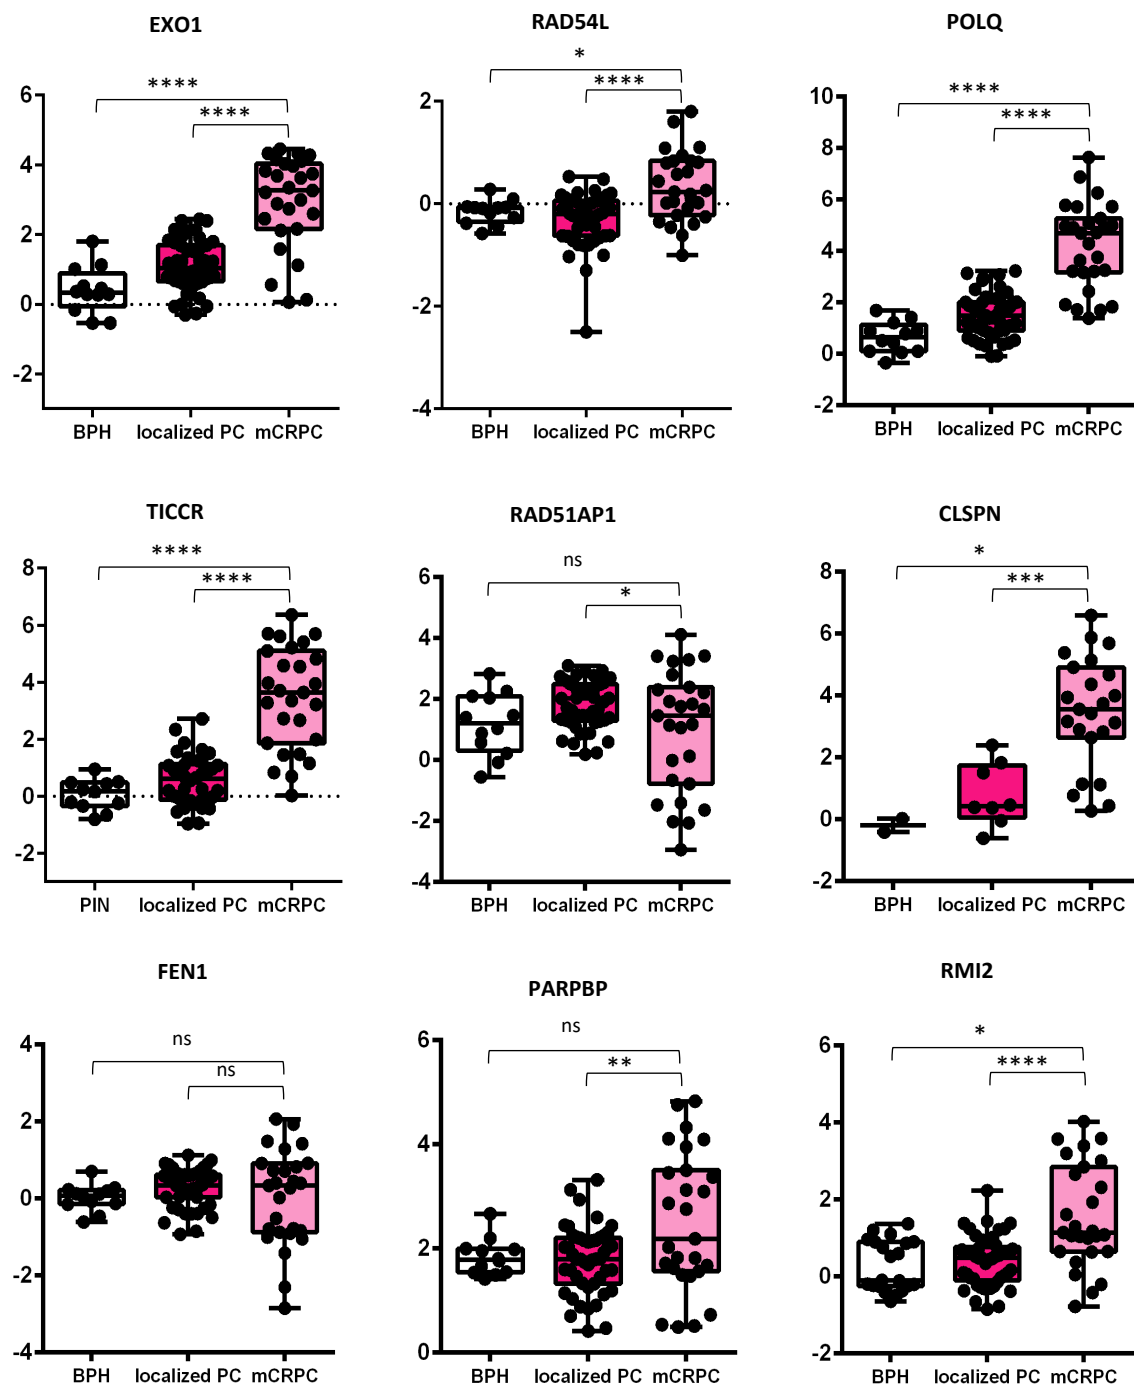 EXO1
****
****
6
4
2
0
-2
BPH localized PC mCRPC
RAD54L
*
****
2
0
-2
-4
BPH localized PC mCRPC
POLQ
****
****
10
8
6
4
2
0
-2
BPH localized PC mCRPC
TICCR
****
****
8
6
4
2
0
-2
PIN localized PC mCRPC
RAD51AP1
ns
*
6
4
2
0
-2
-4
BPH localized PC mCRPC
CLSPN
*
***
8
6
4
2
0
-2
BPH localized PC mCRPC
FEN1
ns
ns
4
2
0
-2
-4
BPH localized PC mCRPC
PARPBP
ns
**
6
4
2
0
BPH localized PC mCRPC
RMI2
*
****
6
4
2
0
-2
BPH localized PC mCRPC